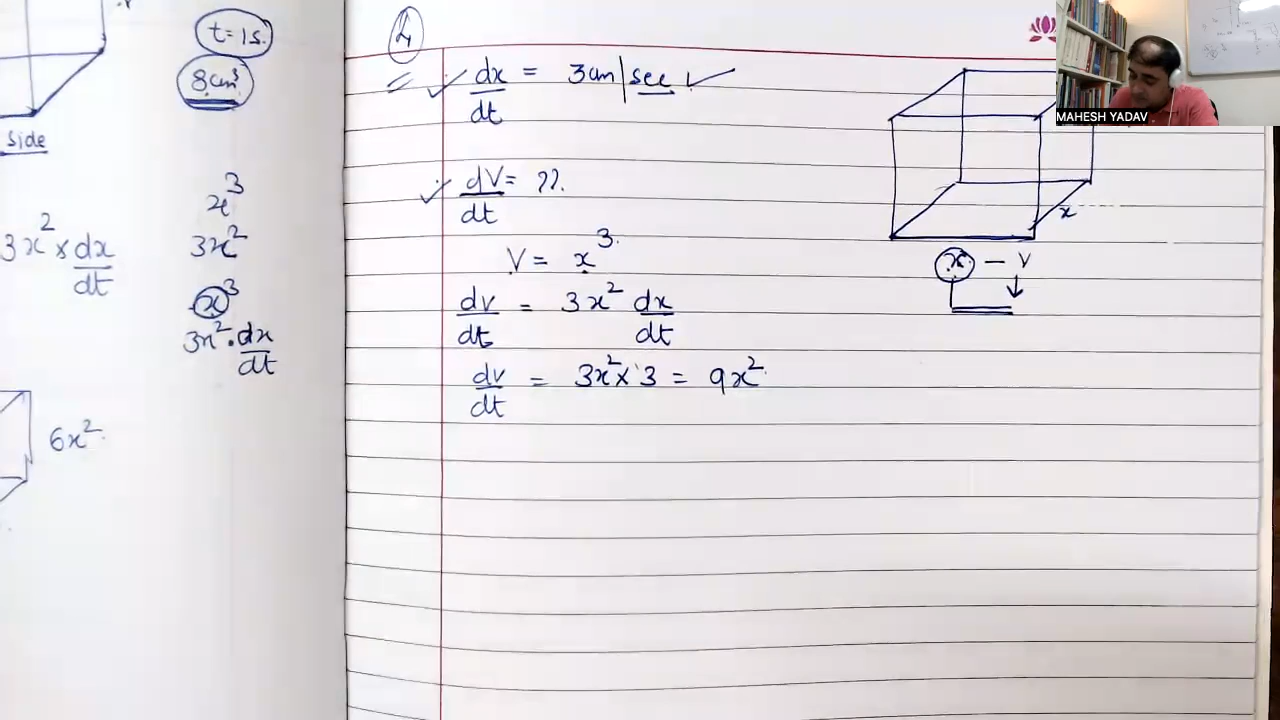 t=1s.
8cm³
side
x³
3x² × dx/dt
3x²
x³
3x² . dx/dt
6x²
4
dx/dt = 3cm|sec
dV/dt = ??.
V = x³.
dv/dt = 3x² dx/dt
dv/dt = 3x² × 3 = 9x²
x
x – v
MAHESH YADAV